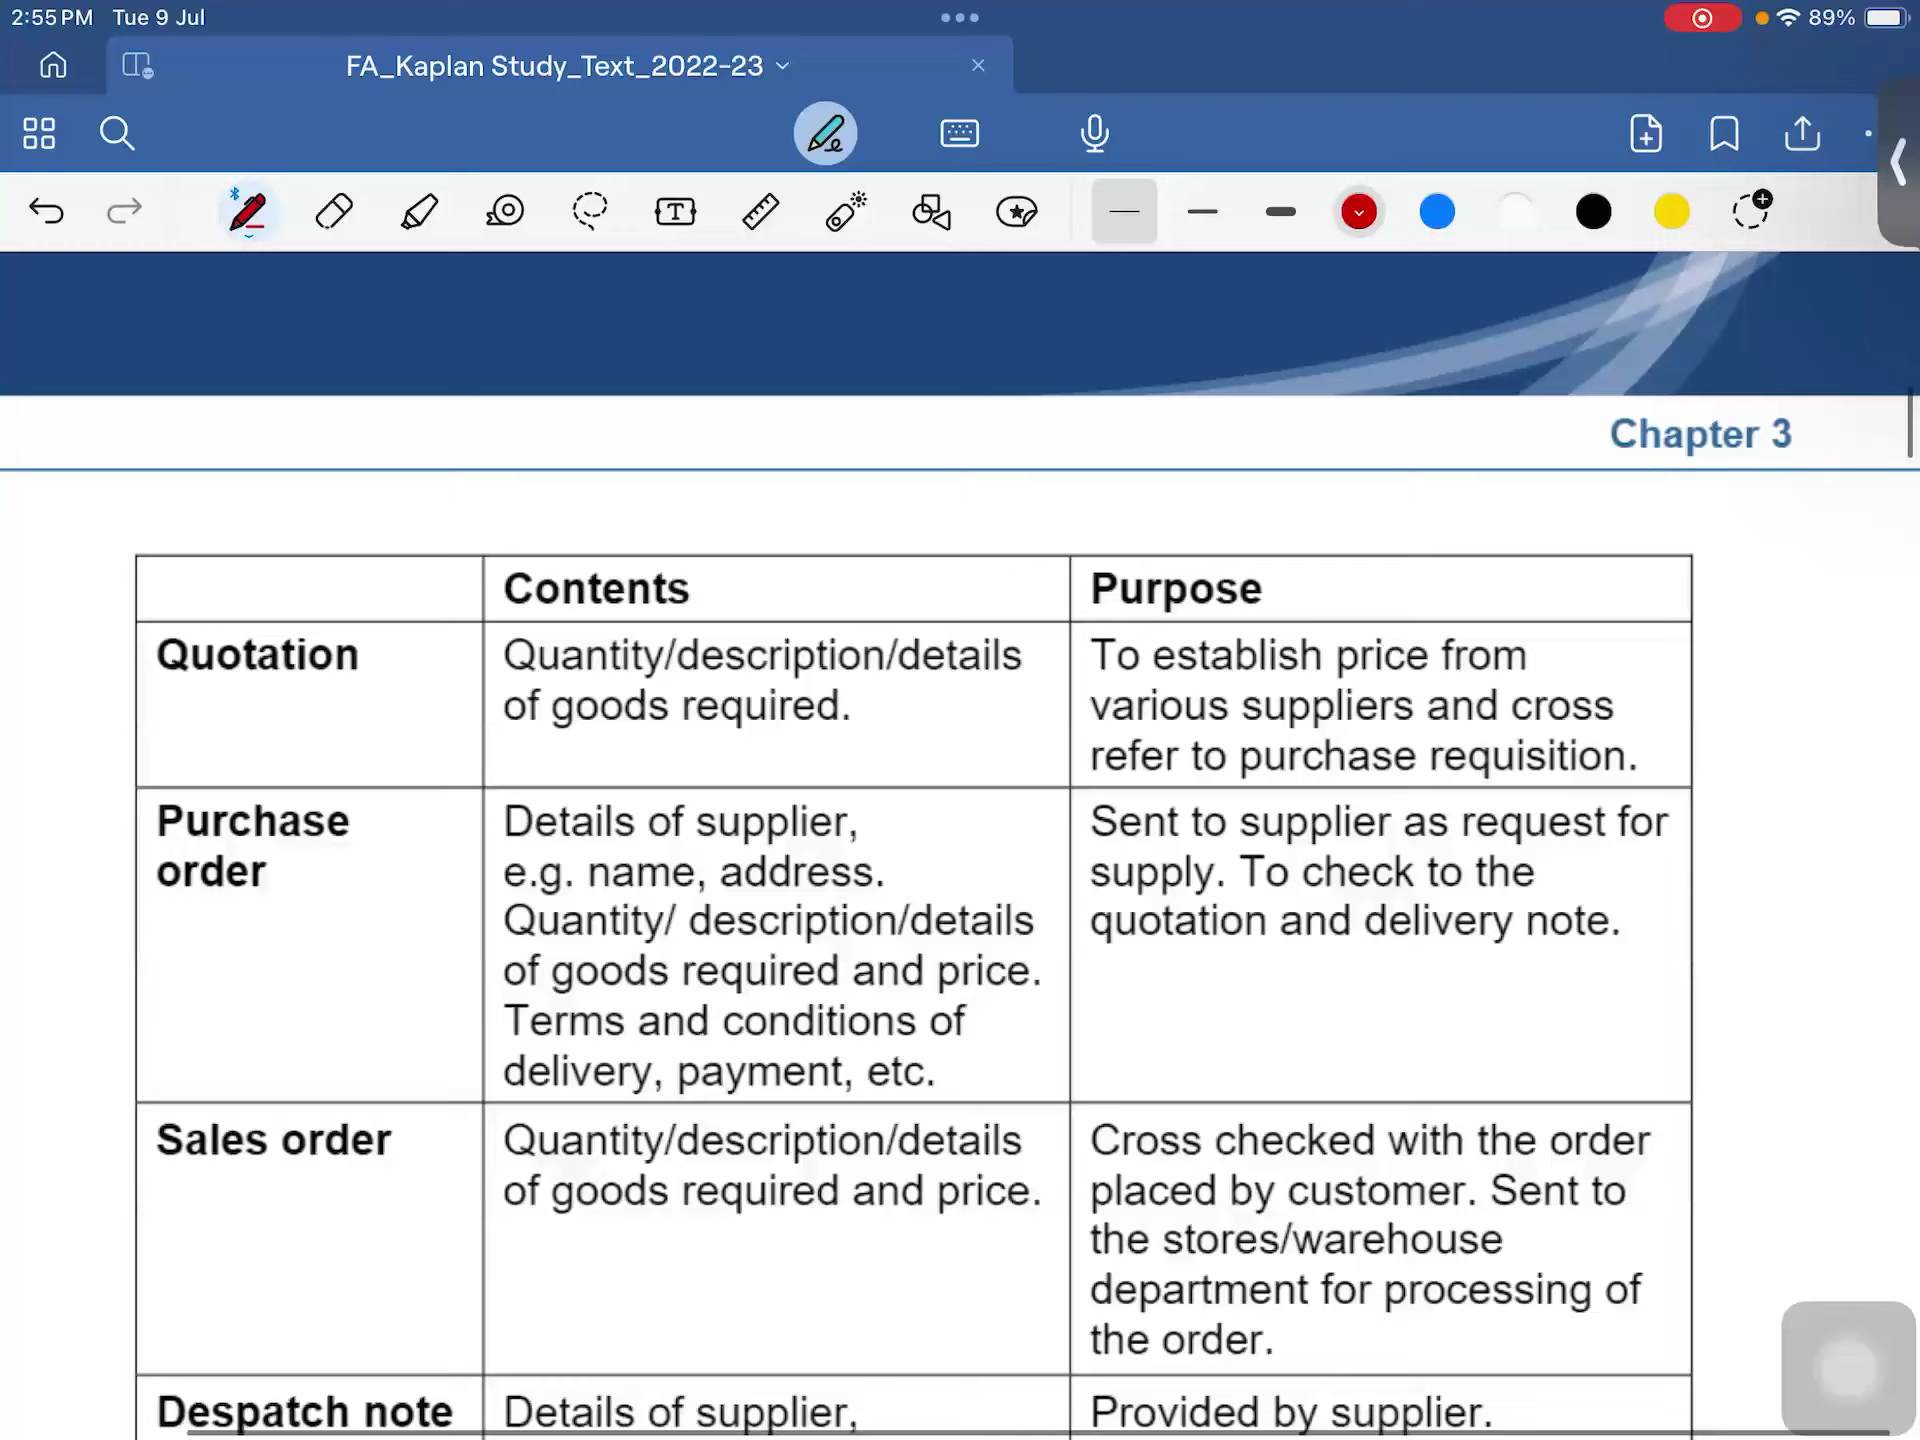 2:55 PM Tue 9 Jul
89%
FA_Kaplan Study_Text_2022-23
Chapter 3
Contents Purpose
Quotation
Quantity/description/details
of goods required.
To establish price from
various suppliers and cross
refer to purchase requisition.
Purchase
order
Details of supplier,
e.g. name, address.
Quantity/ description/details
of goods required and price.
Terms and conditions of
delivery, payment, etc.
Sent to supplier as request for
supply. To check to the
quotation and delivery note.
Sales order
Quantity/description/details
of goods required and price.
Cross checked with the order
placed by customer. Sent to
the stores/warehouse
department for processing of
the order.
Despatch note
Details of supplier,
Provided by supplier.